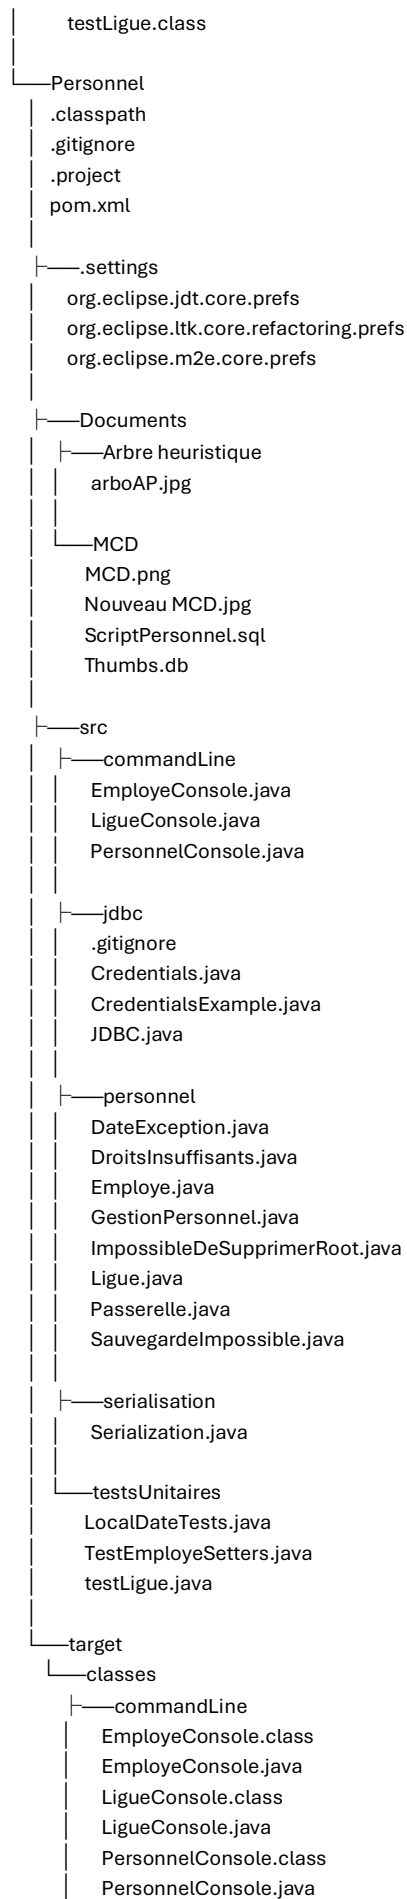 │ testLigue.class
│
└───Personnel
│ .classpath
│ .gitignore
│ .project
│ pom.xml
│
├───.settings
│ org.eclipse.jdt.core.prefs
│ org.eclipse.ltk.core.refactoring.prefs
│ org.eclipse.m2e.core.prefs
│
├───Documents
│ ├───Arbre heuristique
│ │ arboAP.jpg
│ │
│ └───MCD
│ MCD.png
│ Nouveau MCD.jpg
│ ScriptPersonnel.sql
│ Thumbs.db
│
├───src
│ ├───commandLine
│ │ EmployeConsole.java
│ │ LigueConsole.java
│ │ PersonnelConsole.java
│ │
│ ├───jdbc
│ │ .gitignore
│ │ Credentials.java
│ │ CredentialsExample.java
│ │ JDBC.java
│ │
│ ├───personnel
│ │ DateException.java
│ │ DroitsInsuffisants.java
│ │ Employe.java
│ │ GestionPersonnel.java
│ │ ImpossibleDeSupprimerRoot.java
│ │ Ligue.java
│ │ Passerelle.java
│ │ SauvegardeImpossible.java
│ │
│ ├───serialisation
│ │ Serialization.java
│ │
│ └───testsUnitaires
│ LocalDateTests.java
│ TestEmployeSetters.java
│ testLigue.java
│
└───target
└───classes
├───commandLine
│ EmployeConsole.class
│ EmployeConsole.java
│ LigueConsole.class
│ LigueConsole.java
│ PersonnelConsole.class
│ PersonnelConsole.java